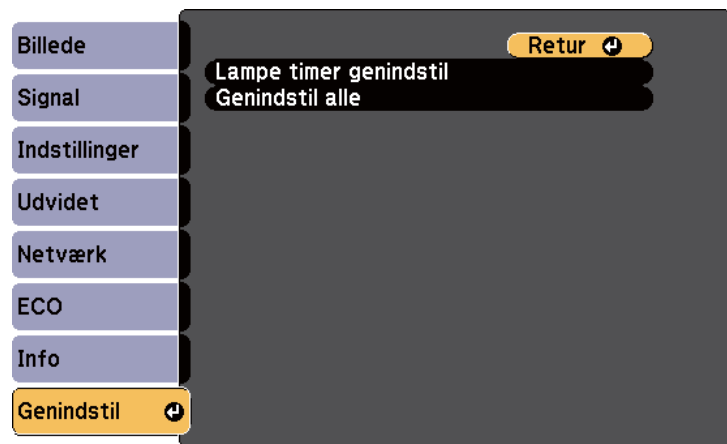 Billede
Signal
Indstillinger
Udvidet
Netværk
ECO
Info
Genindstil
Retur
Lampe timer genindstil
Genindstil alle